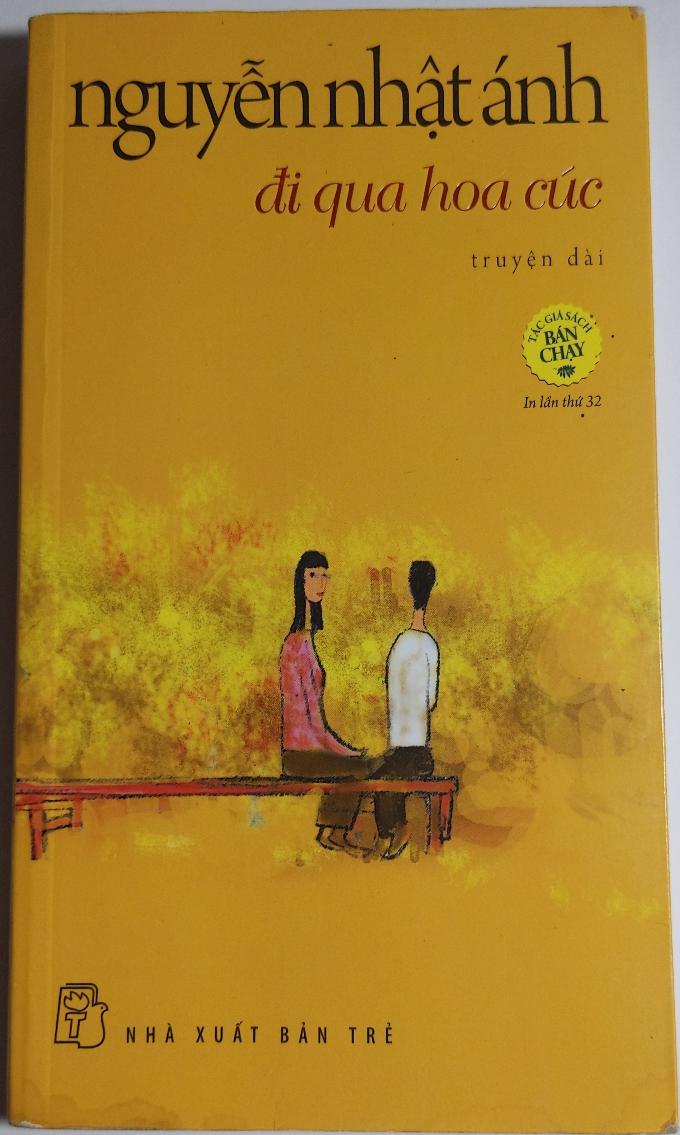 nguyễn nhật ánh
đi qua hoa cúc
truyện dài
TÁC GIẢ SÁCH
BÁN
CHẠY
In lần thứ 32
T
NHÀ XUẤT BẢN TRẺ